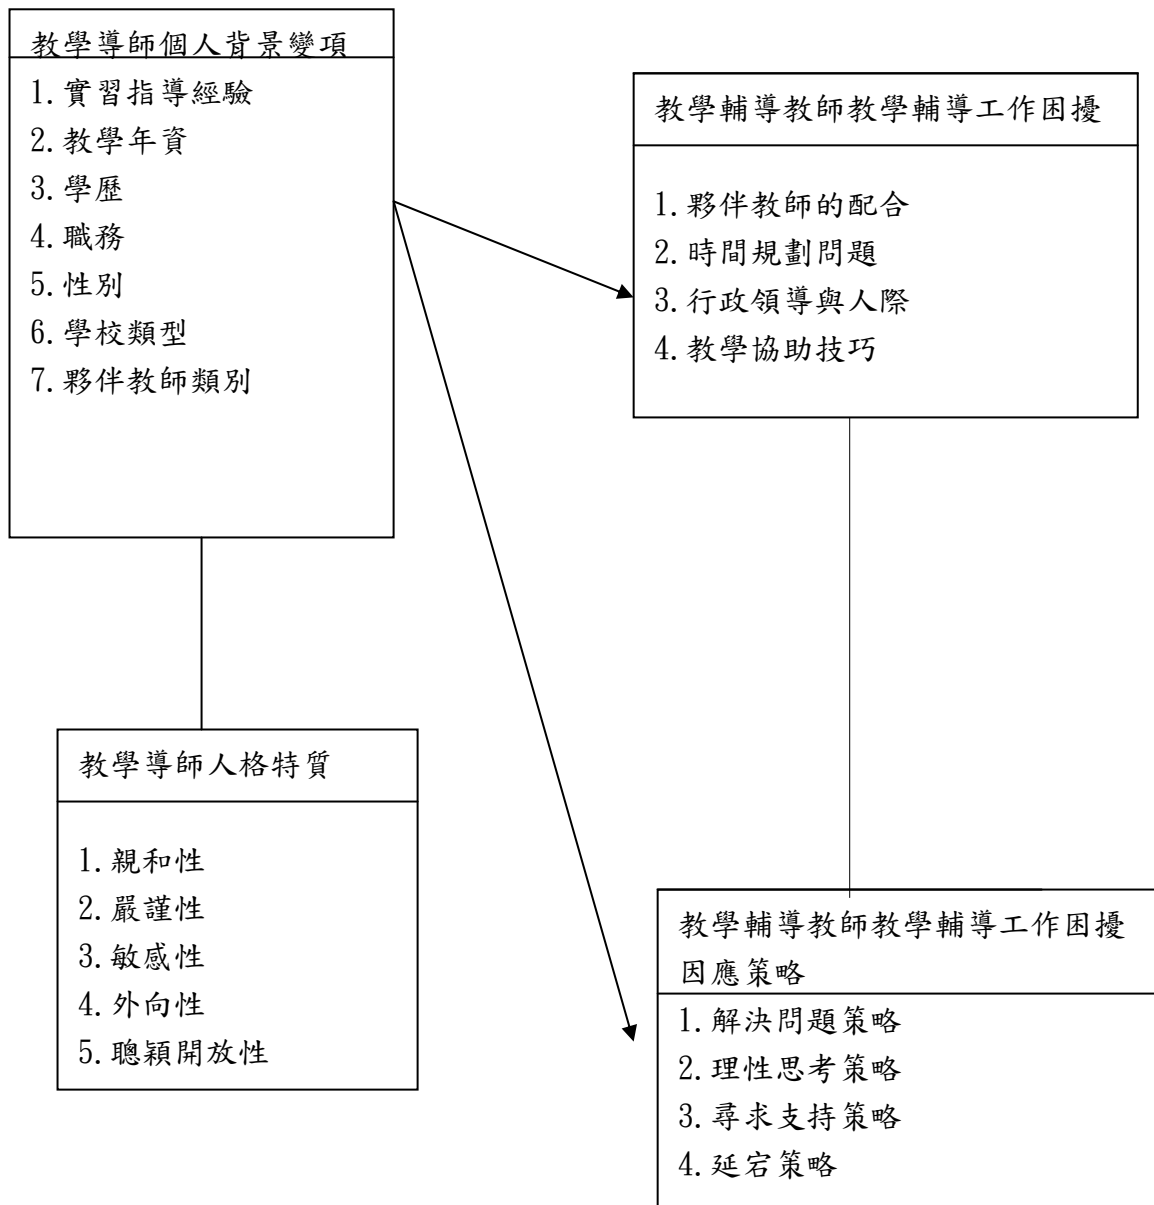 教學導師個人背景變項
1.實習指導經驗
2.教學年資
3.學歷
4.職務
5.性別
6.學校類型
7.夥伴教師類別
教學輔導教師教學輔導工作困擾
1.夥伴教師的配合
2.時間規劃問題
3.行政領導與人際
4.教學協助技巧
教學導師人格特質
1.親和性
2.嚴謹性
3.敏感性
4.外向性
5.聰穎開放性
教學輔導教師教學輔導工作困擾
因應策略
1.解決問題策略
2.理性思考策略
3.尋求支持策略
4.延宕策略